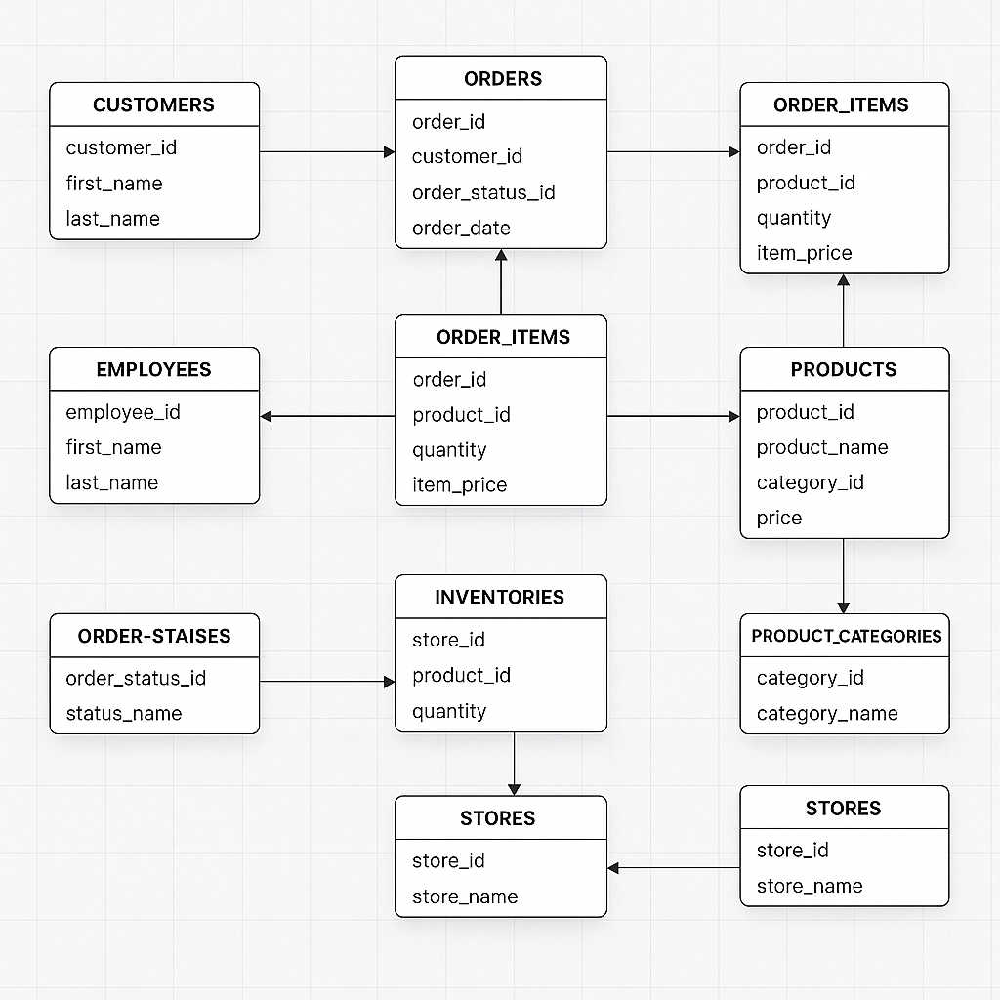 CUSTOMERS
customer_id
first_name
last_name
ORDERS
order_id
customer_id
order_status_id
order_date
ORDER_ITEMS
order_id
product_id
quantity
item_price
EMPLOYEES
employee_id
first_name
last_name
ORDER_ITEMS
order_id
product_id
quantity
item_price
PRODUCTS
product_id
product_name
category_id
price
ORDER-STAISES
order_status_id
status_name
INVENTORIES
store_id
product_id
quantity
PRODUCT_CATEGORIES
category_id
category_name
STORES
store_id
store_name
STORES
store_id
store_name